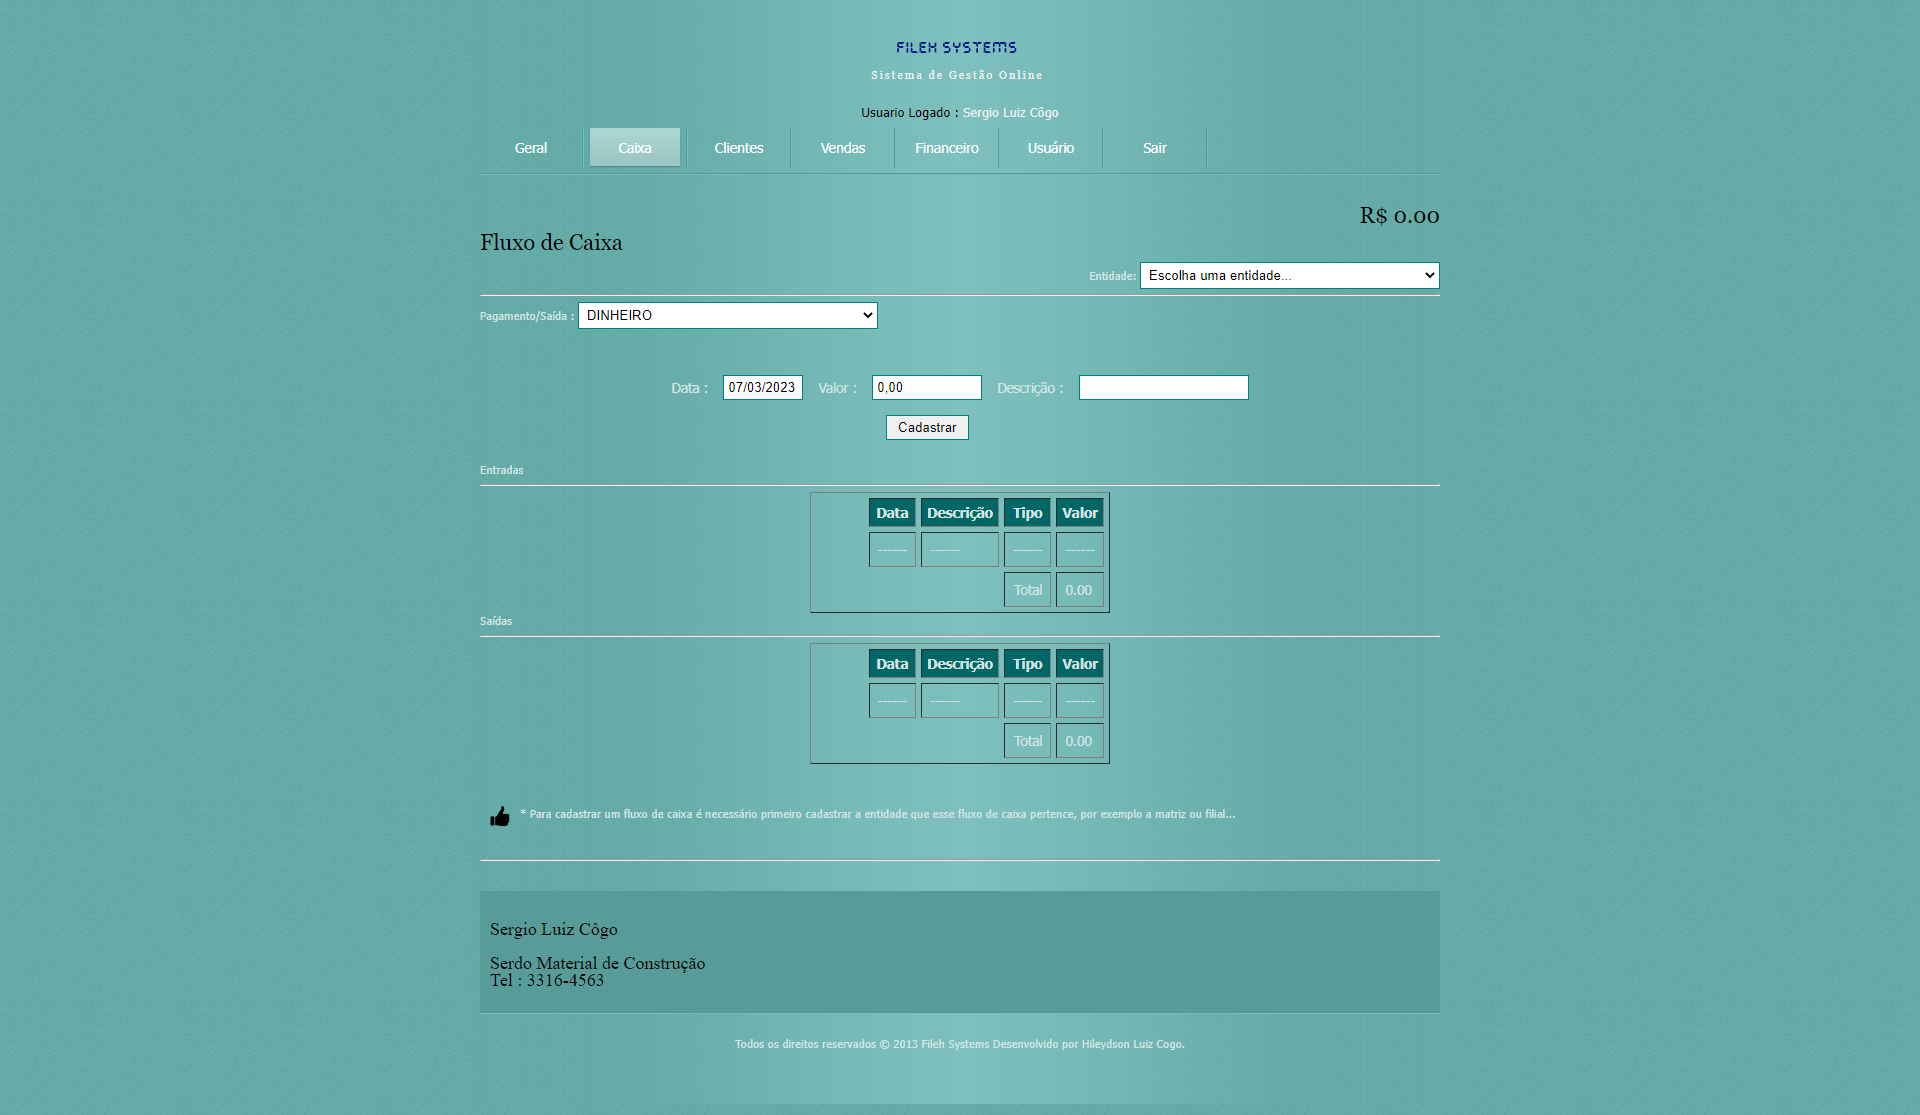 FILEH SYSTEMS
Sistema de Gestão Online
Usuario Logado : Sergio Luiz Côgo
Geral Caixa Clientes Vendas Financeiro Usuário Sair
R$ 0.00
Fluxo de Caixa
Entidade: Escolha uma entidade...
Pagamento/Saída : DINHEIRO
Data : 07/03/2023 Valor : 0,00 Descrição :
Cadastrar
Entradas
Data Descrição Tipo Valor
------ ------ ------ ------
Total 0.00
Saídas
Data Descrição Tipo Valor
------ ------ ------ ------
Total 0.00
* Para cadastrar um fluxo de caixa é necessário primeiro cadastrar a entidade que esse fluxo de caixa pertence, por exemplo a matriz ou filial...
Sergio Luiz Côgo
Serdo Material de Construção
Tel : 3316-4563
Todos os direitos reservados © 2013 Fileh Systems Desenvolvido por Hileydson Luiz Cogo.